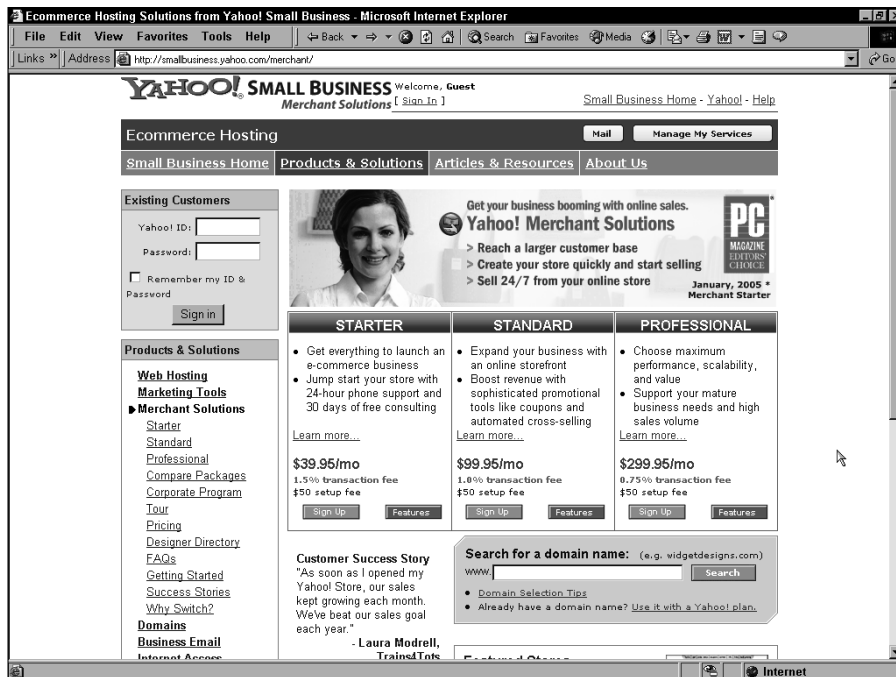 Ecommerce Hosting Solutions from Yahoo! Small Business - Microsoft Internet Explorer
File Edit View Favorites Tools Help
Back
Search Favorites Media
Links » Address http://smallbusiness.yahoo.com/merchant/ Go
YAHOO! SMALL BUSINESS
Merchant Solutions
Welcome, Guest
[ Sign In ]
Small Business Home - Yahoo! - Help
Ecommerce Hosting
Mail Manage My Services
Small Business Home Products & Solutions Articles & Resources About Us
Existing Customers
Yahoo! ID:
Password:
Remember my ID &
Password
Sign in
Products & Solutions
Web Hosting
Marketing Tools
Merchant Solutions
Starter
Standard
Professional
Compare Packages
Corporate Program
Tour
Pricing
Designer Directory
FAQs
Getting Started
Success Stories
Why Switch?
Domains
Business Email
Internet Access
Get your business booming with online sales.
Yahoo! Merchant Solutions
> Reach a larger customer base
> Create your store quickly and start selling
> Sell 24/7 from your online store
PC
MAGAZINE
EDITORS'
CHOICE
*
January, 2005 *
Merchant Starter
STARTER
• Get everything to launch an
e-commerce business
• Jump start your store with
24-hour phone support and
30 days of free consulting
Learn more...
$39.95/mo
1.5% transaction fee
$50 setup fee
Sign Up Features
STANDARD
• Expand your business with
an online storefront
• Boost revenue with
sophisticated promotional
tools like coupons and
automated cross-selling
Learn more...
$99.95/mo
1.0% transaction fee
$50 setup fee
Sign Up Features
PROFESSIONAL
• Choose maximum
performance, scalability,
and value
• Support your mature
business needs and high
sales volume
Learn more...
$299.95/mo
0.75% transaction fee
$50 setup fee
Sign Up Features
Customer Success Story
"As soon as I opened my
Yahoo! Store, our sales
kept growing each month.
We've beat our sales goal
each year."
- Laura Modrell,
Trains4Tots
Search for a domain name: (e.g. widgetdesigns.com)
www. Search
• Domain Selection Tips
• Already have a domain name? Use it with a Yahoo! plan.
Featured Stores
Internet